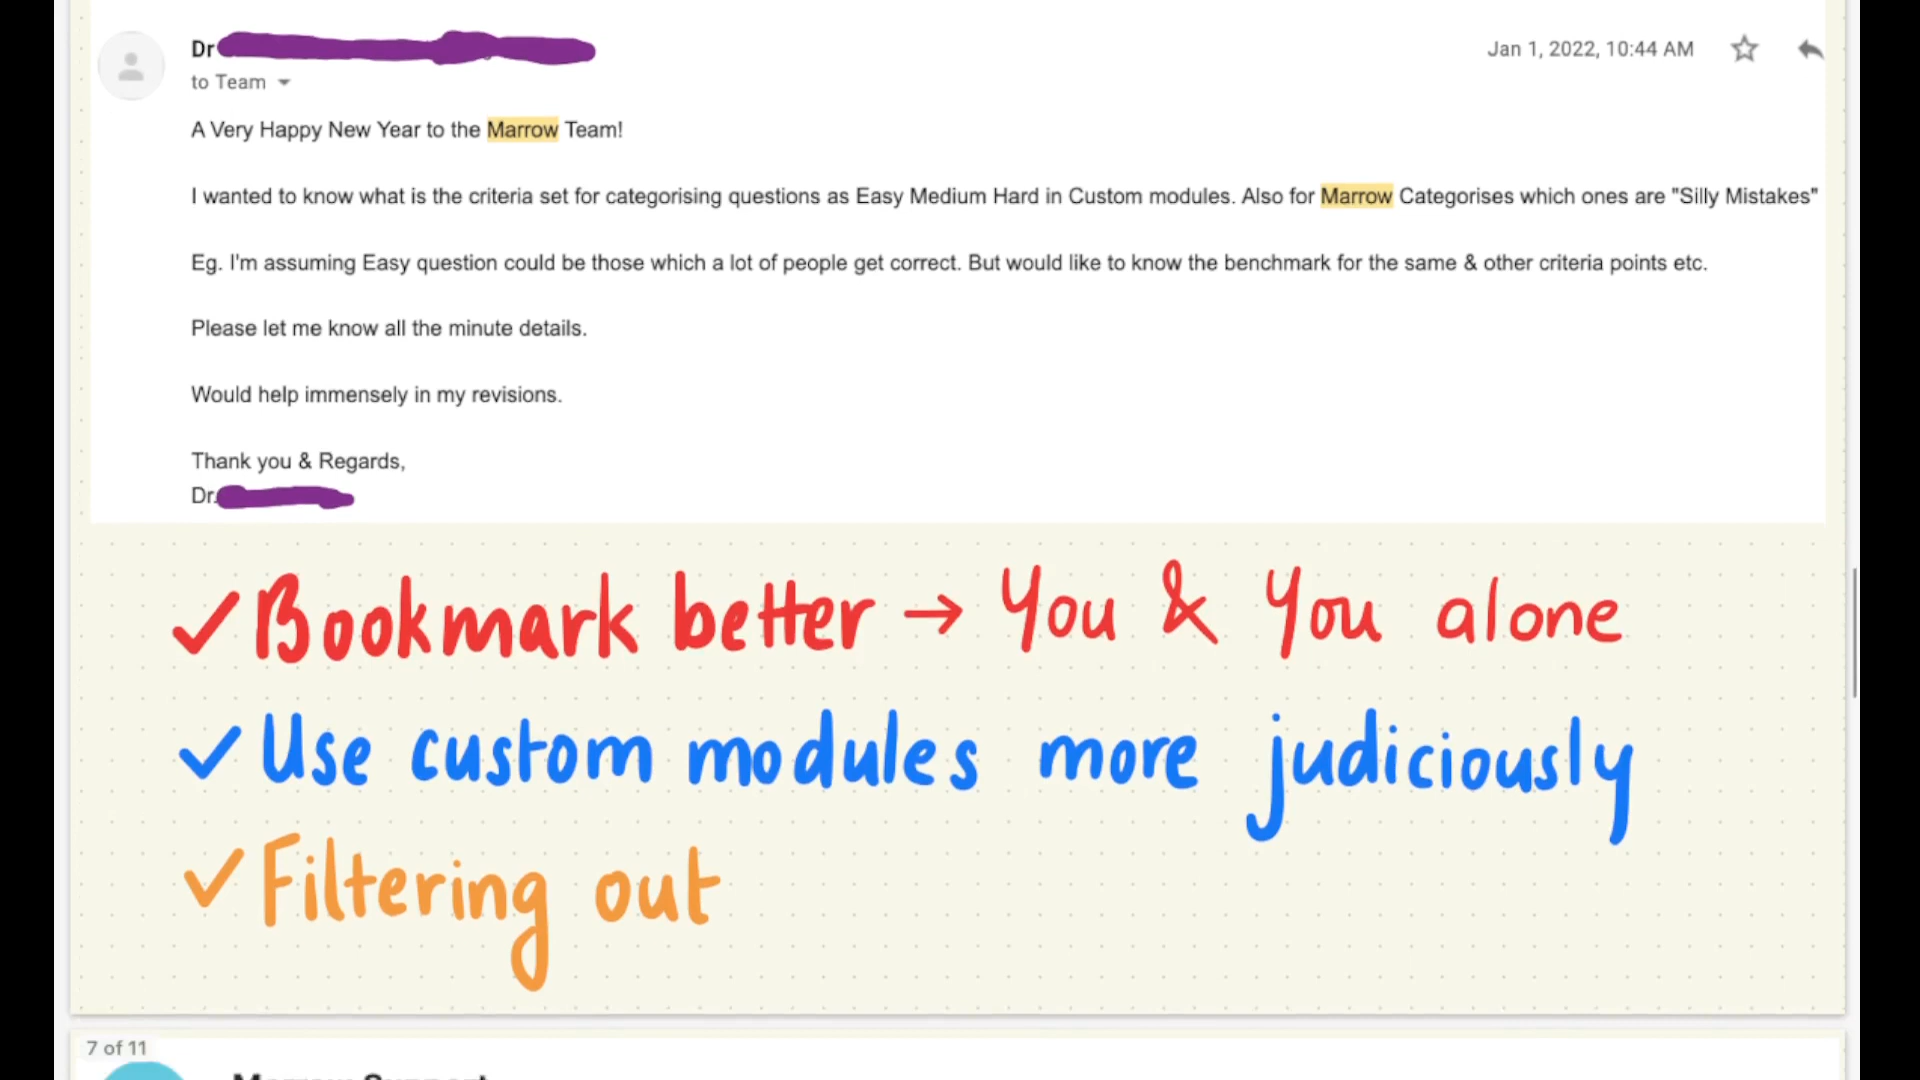 Dr
Jan 1, 2022, 10:44 AM
to Team
A Very Happy New Year to the Marrow Team!
I wanted to know what is the criteria set for categorising questions as Easy Medium Hard in Custom modules. Also for Marrow Categorises which ones are "Silly Mistakes"
Eg. I'm assuming Easy question could be those which a lot of people get correct. But would like to know the benchmark for the same & other criteria points etc.
Please let me know all the minute details.
Would help immensely in my revisions.
Thank you & Regards,
Dr.
✓ Bookmark better → You & You alone
✓ Use custom modules more judiciously
✓ Filtering out
7 of 11
Marrow Support